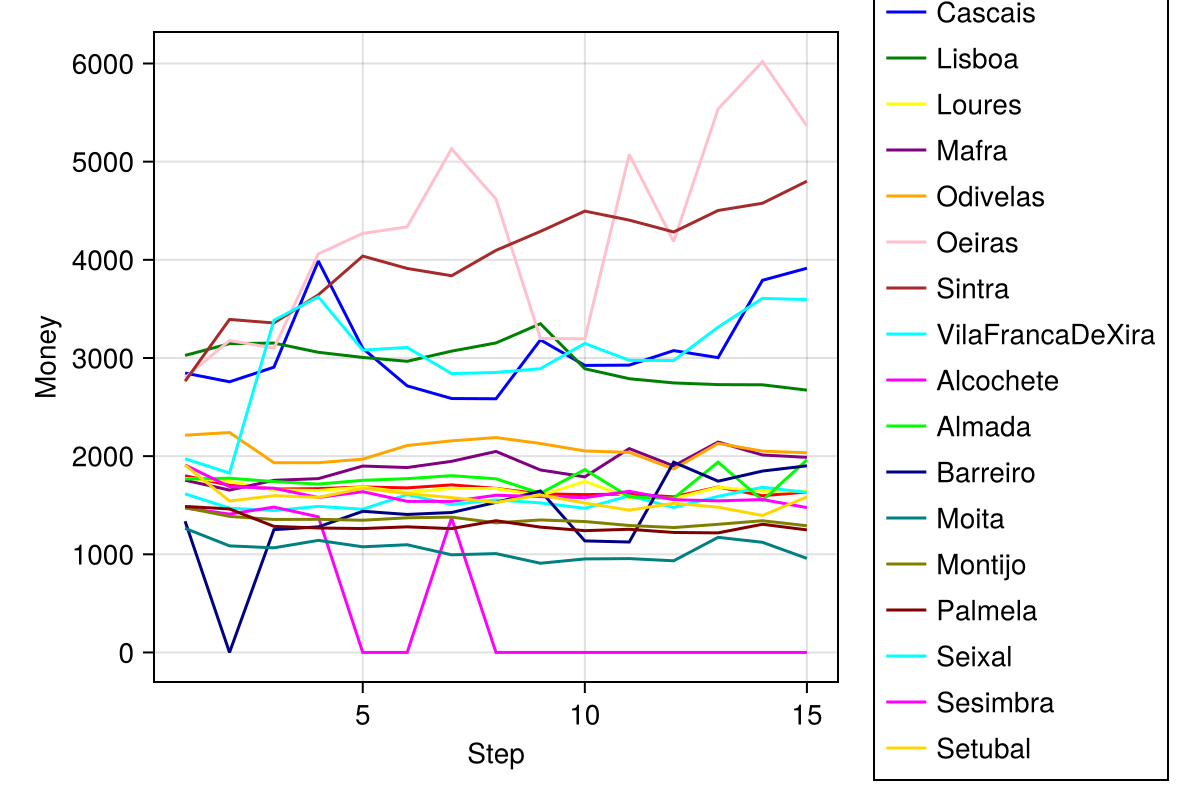 6000
5000
4000
3000
2000
1000
0
5
10
15
Step
Money
Cascais
Lisboa
Loures
Mafra
Odivelas
Oeiras
Sintra
VilaFrancaDeXira
Alcochete
Almada
Barreiro
Moita
Montijo
Palmela
Seixal
Sesimbra
Setubal